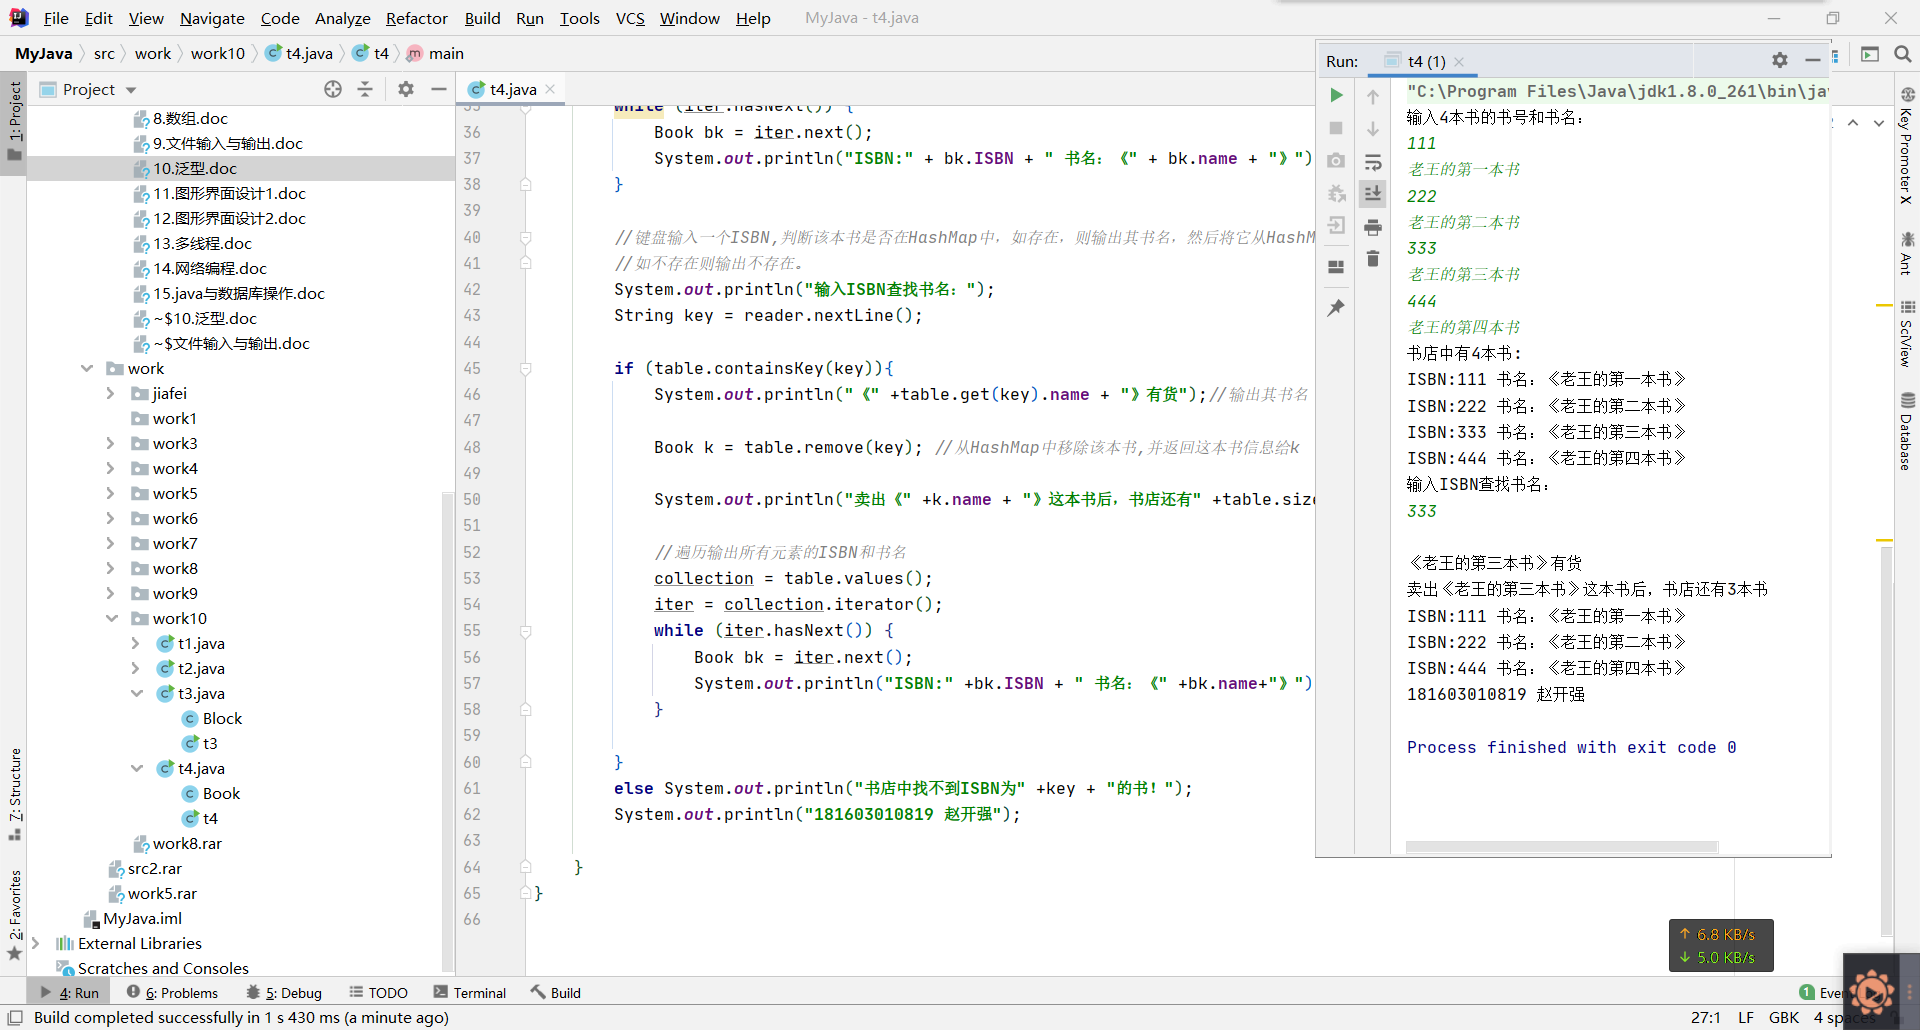 File Edit View Navigate Code Analyze Refactor Build Run Tools VCS Window Help MyJava - t4.java
MyJava src work work10 t4.java t4 main
Project
1: Project
7: Structure
2: Favorites
8.数组.doc
9.文件输入与输出.doc
10.泛型.doc
11.图形界面设计1.doc
12.图形界面设计2.doc
13.多线程.doc
14.网络编程.doc
15.java与数据库操作.doc
~$10.泛型.doc
~$文件输入与输出.doc
work
jiafei
work1
work3
work4
work5
work6
work7
work8
work9
work10
t1.java
t2.java
t3.java
Block
t3
t4.java
Book
t4
work8.rar
src2.rar
work5.rar
MyJava.iml
External Libraries
Scratches and Consoles
t4.java
35 while (iter.hasNext()) {
36 Book bk = iter.next();
37 System.out.println("ISBN:" + bk.ISBN + " 书名: 《" + bk.name + "》")
38 }
39
40 //键盘输入一个ISBN,判断该本书是否在HashMap中，如存在，则输出其书名，然后将它从HashM
41 //如不存在则输出不存在。
42 System.out.println("输入ISBN查找书名：");
43 String key = reader.nextLine();
44
45 if (table.containsKey(key)){
46 System.out.println("《" +table.get(key).name + "》有货");//输出其书名
47
48 Book k = table.remove(key); //从HashMap中移除该本书,并返回这本书信息给k
49
50 System.out.println("卖出《" +k.name + "》这本书后，书店还有" +table.size
51
52 //遍历输出所有元素的ISBN和书名
53 collection = table.values();
54 iter = collection.iterator();
55 while (iter.hasNext()) {
56 Book bk = iter.next();
57 System.out.println("ISBN:" +bk.ISBN + " 书名: 《" +bk.name+"》")
58 }
59
60 }
61 else System.out.println("书店中找不到ISBN为" +key + "的书！");
62 System.out.println("181603010819 赵开强");
63
64 }
65 }
66
Run: t4 (1)
"C:\Program Files\Java\jdk1.8.0_261\bin\jav
输入4本书的书号和书名：
111
老王的第一本书
222
老王的第二本书
333
老王的第三本书
444
老王的第四本书
书店中有4本书：
ISBN:111 书名：《老王的第一本书》
ISBN:222 书名：《老王的第二本书》
ISBN:333 书名：《老王的第三本书》
ISBN:444 书名：《老王的第四本书》
输入ISBN查找书名：
333
《老王的第三本书》有货
卖出《老王的第三本书》这本书后，书店还有3本书
ISBN:111 书名：《老王的第一本书》
ISBN:222 书名：《老王的第二本书》
ISBN:444 书名：《老王的第四本书》
181603010819 赵开强
Process finished with exit code 0
Key Promoter X
Ant
SciView
Database
↑ 6.8 KB/s
↓ 5.0 KB/s
4: Run 6: Problems 5: Debug TODO Terminal Build 1 Even
Build completed successfully in 1 s 430 ms (a minute ago) 27:1 LF GBK 4 spaces